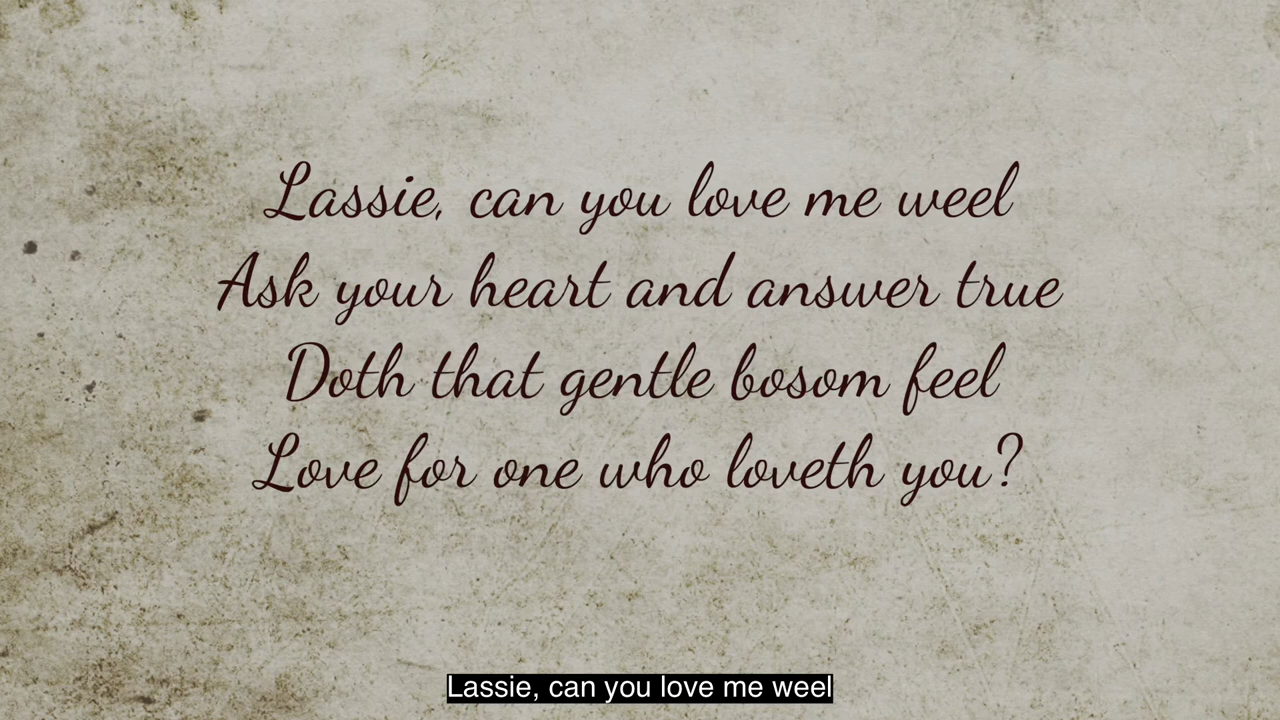 Lassie, can you love me weel
Ask your heart and answer true
Doth that gentle bosom feel
Love for one who loveth you?
Lassie, can you love me weel